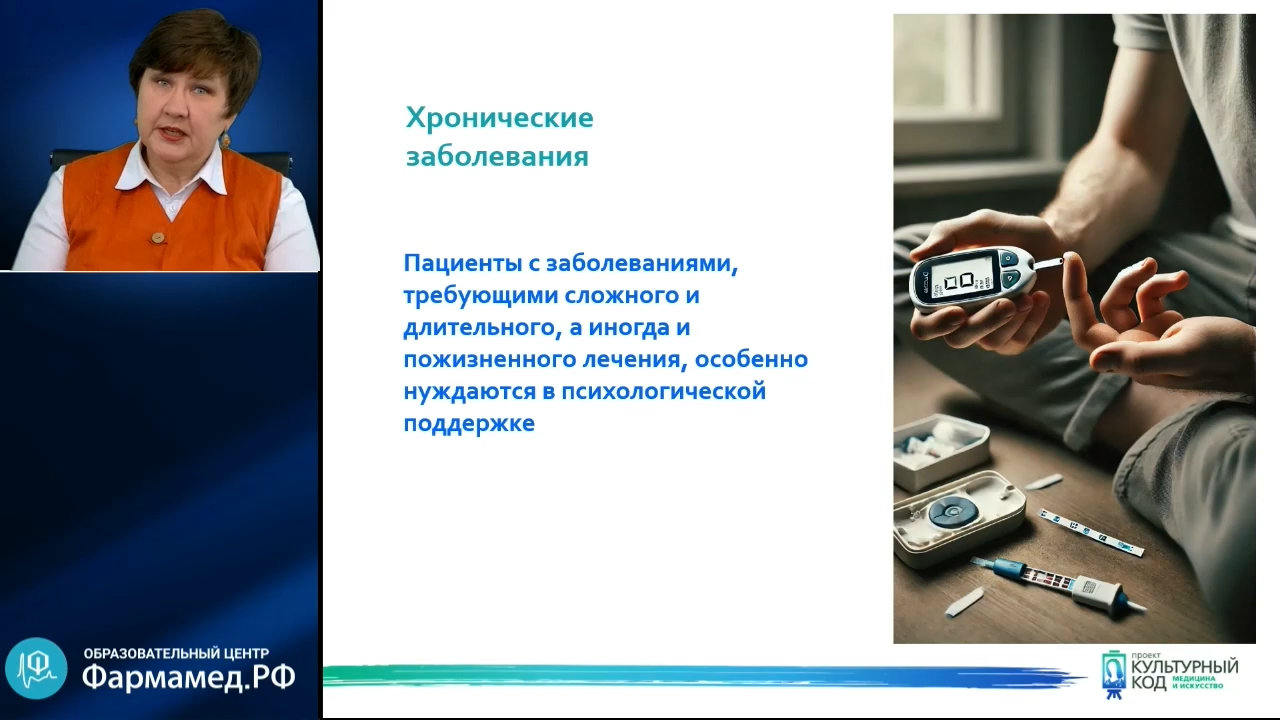 Хронические
заболевания
Пациенты с заболеваниями,
требующими сложного и
длительного, а иногда и
пожизненного лечения, особенно
нуждаются в психологической
поддержке
ОБРАЗОВАТЕЛЬНЫЙ ЦЕНТР
Фармамед.РФ
проект
КУЛЬТУРНЫЙ
КОД
МЕДИЦИНА
И ИСКУССТВО